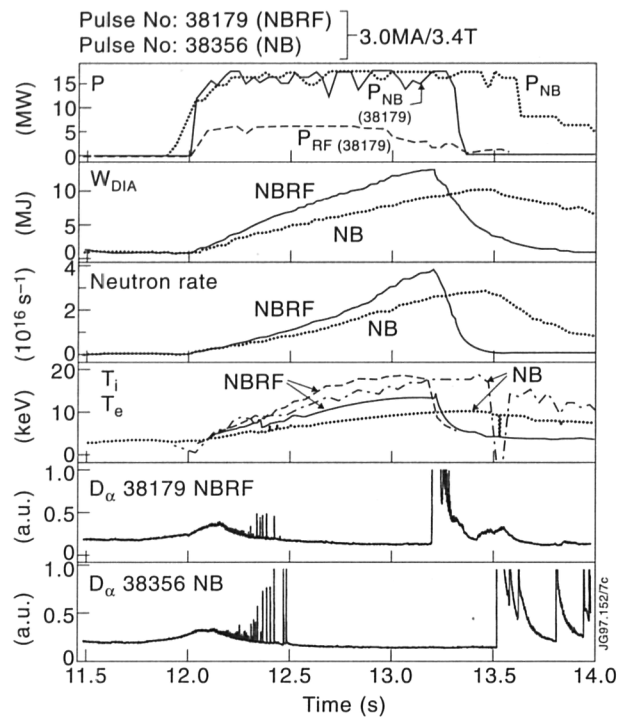 Pulse No: 38179 (NBRF)
Pulse No: 38356 (NB)
3.0MA/3.4T
P
(MW)
15
10
5
0
P_NB
(38179)
P_NB
P_RF (38179)
W_DIA
(MJ)
10
5
0
NBRF
NB
Neutron rate
(10^16 s^-1)
4
2
0
NBRF
NB
T_i
T_e
(keV)
20
10
0
NBRF
NB
D_α 38179 NBRF
(a.u.)
1.0
0.5
0
D_α 38356 NB
(a.u.)
1.0
0.5
0
11.5 12.0 12.5 13.0 13.5 14.0
Time (s)
JG97.152/7c